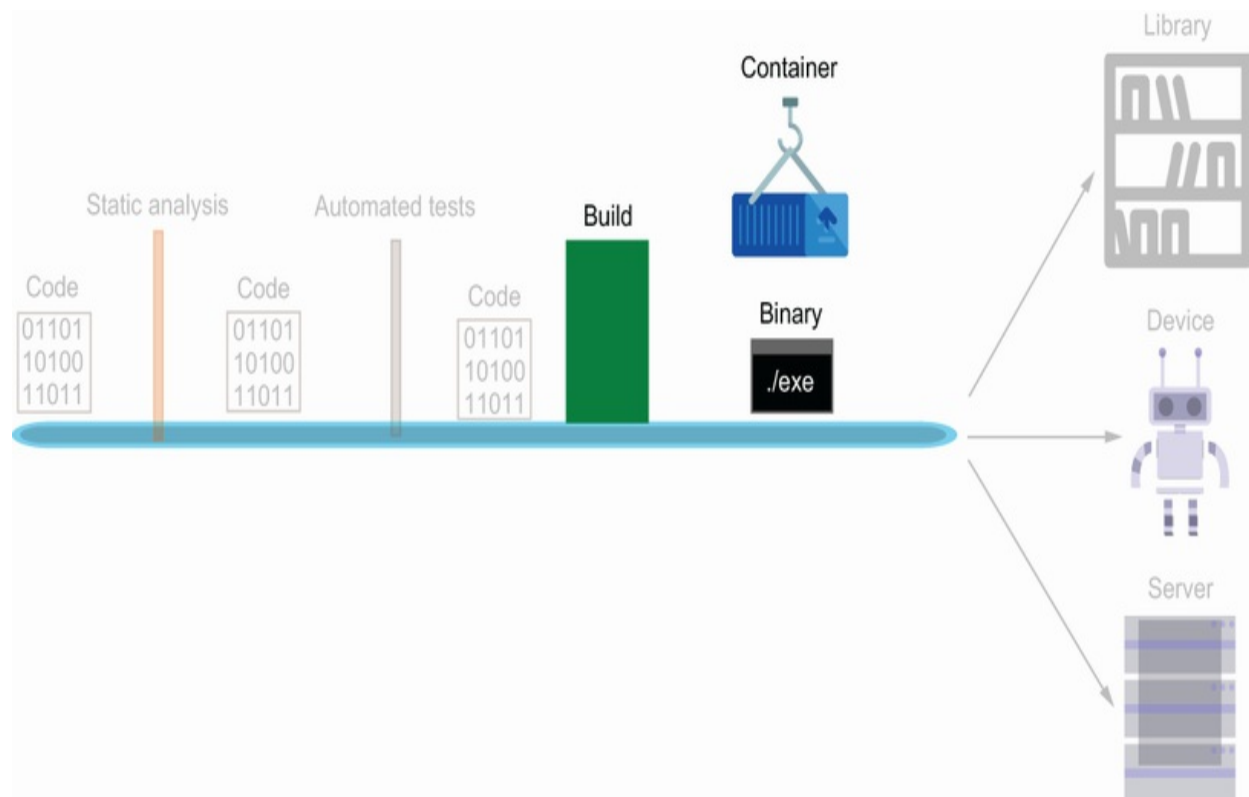 Library
Container
Static analysis
Automated tests
Build
Code
Code
Code
01101
10100
11011
01101
10100
11011
01101
10100
11011
Binary
./exe
Device
Server